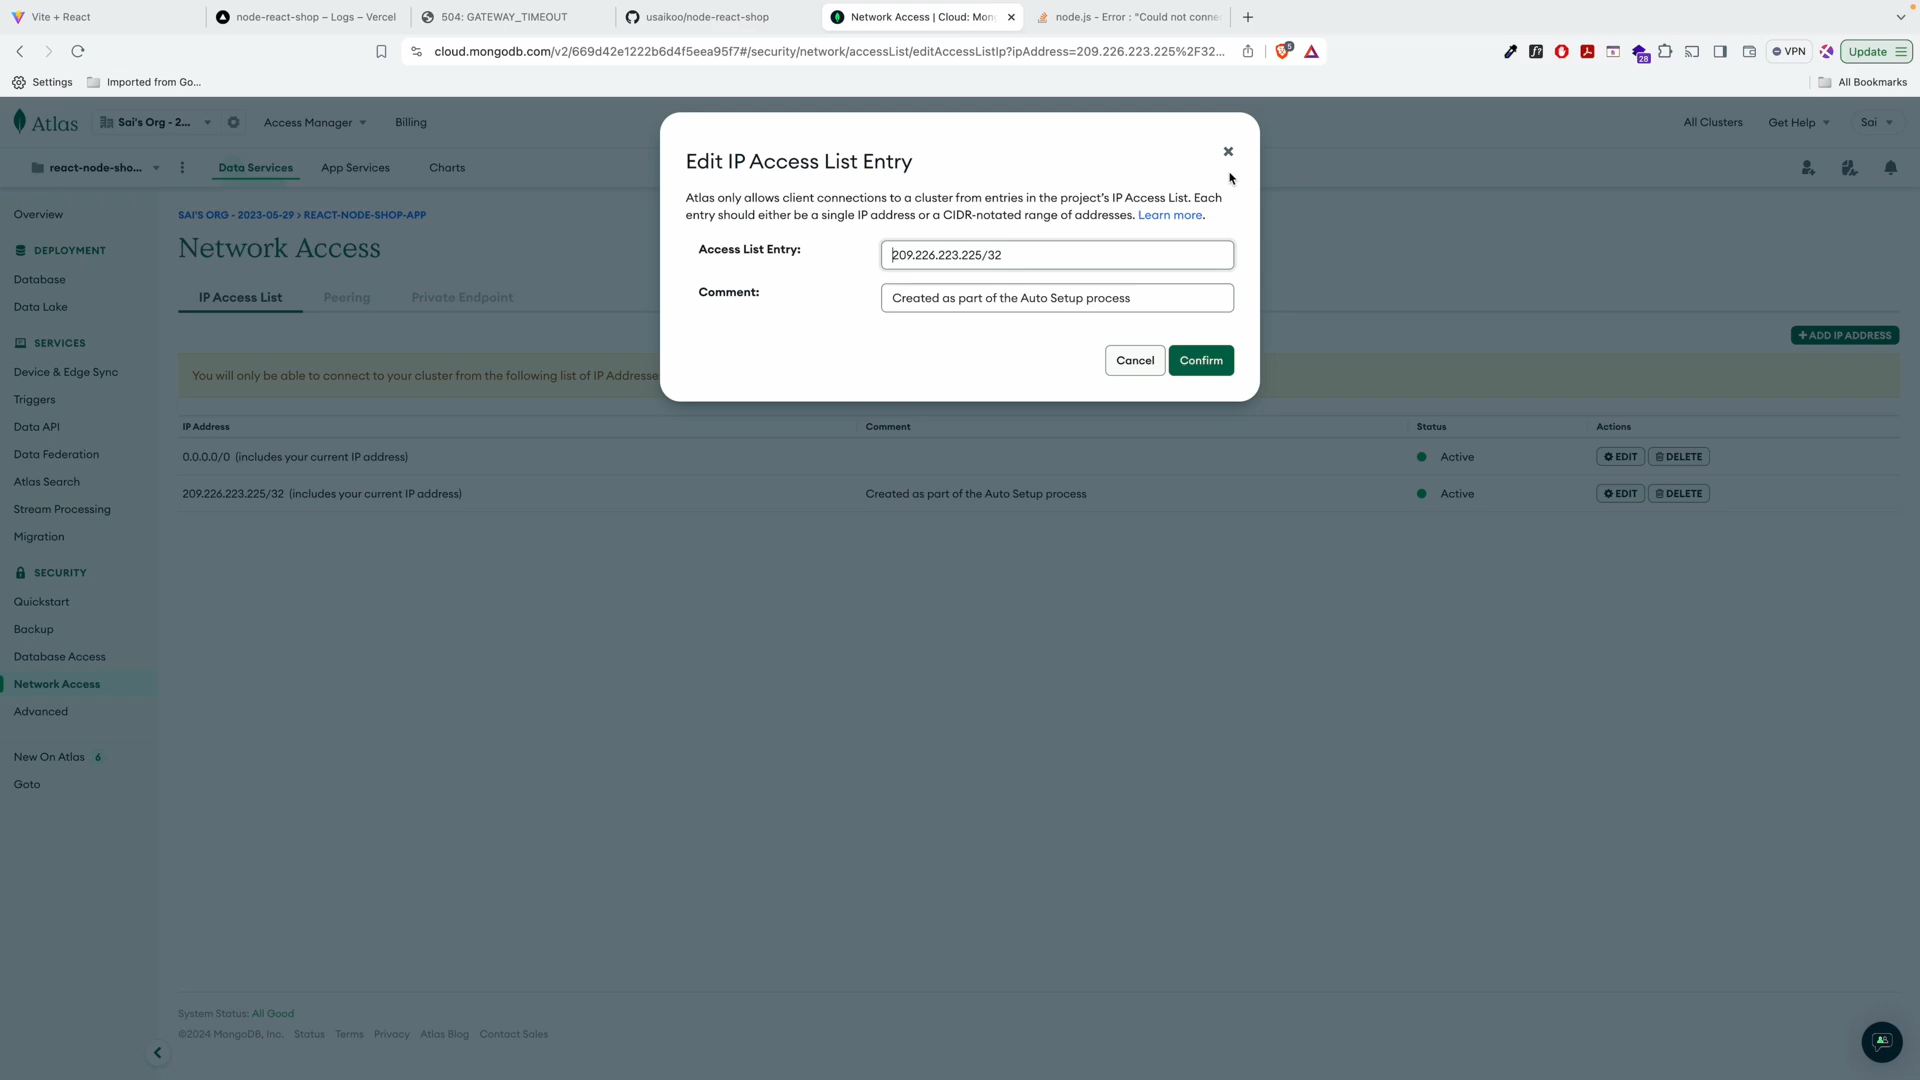 Vite + React
node-react-shop – Logs – Vercel
504: GATEWAY_TIMEOUT
usaikoo/node-react-shop
Network Access | Cloud: Mon
node.js - Error : "Could not conne
cloud.mongodb.com/v2/669d42e1222b6d4f5eea95f7#/security/network/accessList/editAccessListIp?ipAddress=209.226.223.225%2F32...
5
28
VPN
Update
Settings
Imported from Go...
All Bookmarks
Atlas
Sai's Org - 2...
Access Manager
Billing
All Clusters
Get Help
Sai
react-node-sho...
Data Services
App Services
Charts
Overview
DEPLOYMENT
Database
Data Lake
SERVICES
Device & Edge Sync
Triggers
Data API
Data Federation
Atlas Search
Stream Processing
Migration
SECURITY
Quickstart
Backup
Database Access
Network Access
Advanced
New On Atlas 6
Goto
SAI'S ORG - 2023-05-29 > REACT-NODE-SHOP-APP
Network Access
IP Access List
Peering
Private Endpoint
+ ADD IP ADDRESS
You will only be able to connect to your cluster from the following list of IP Addresse
IP Address
Comment
Status
Actions
0.0.0.0/0 (includes your current IP address)
Active
EDIT
DELETE
209.226.223.225/32 (includes your current IP address)
Created as part of the Auto Setup process
Active
EDIT
DELETE
Edit IP Access List Entry
Atlas only allows client connections to a cluster from entries in the project's IP Access List. Each
entry should either be a single IP address or a CIDR-notated range of addresses. Learn more.
Access List Entry:
209.226.223.225/32
Comment:
Created as part of the Auto Setup process
Cancel
Confirm
System Status: All Good
©2024 MongoDB, Inc.
Status
Terms
Privacy
Atlas Blog
Contact Sales